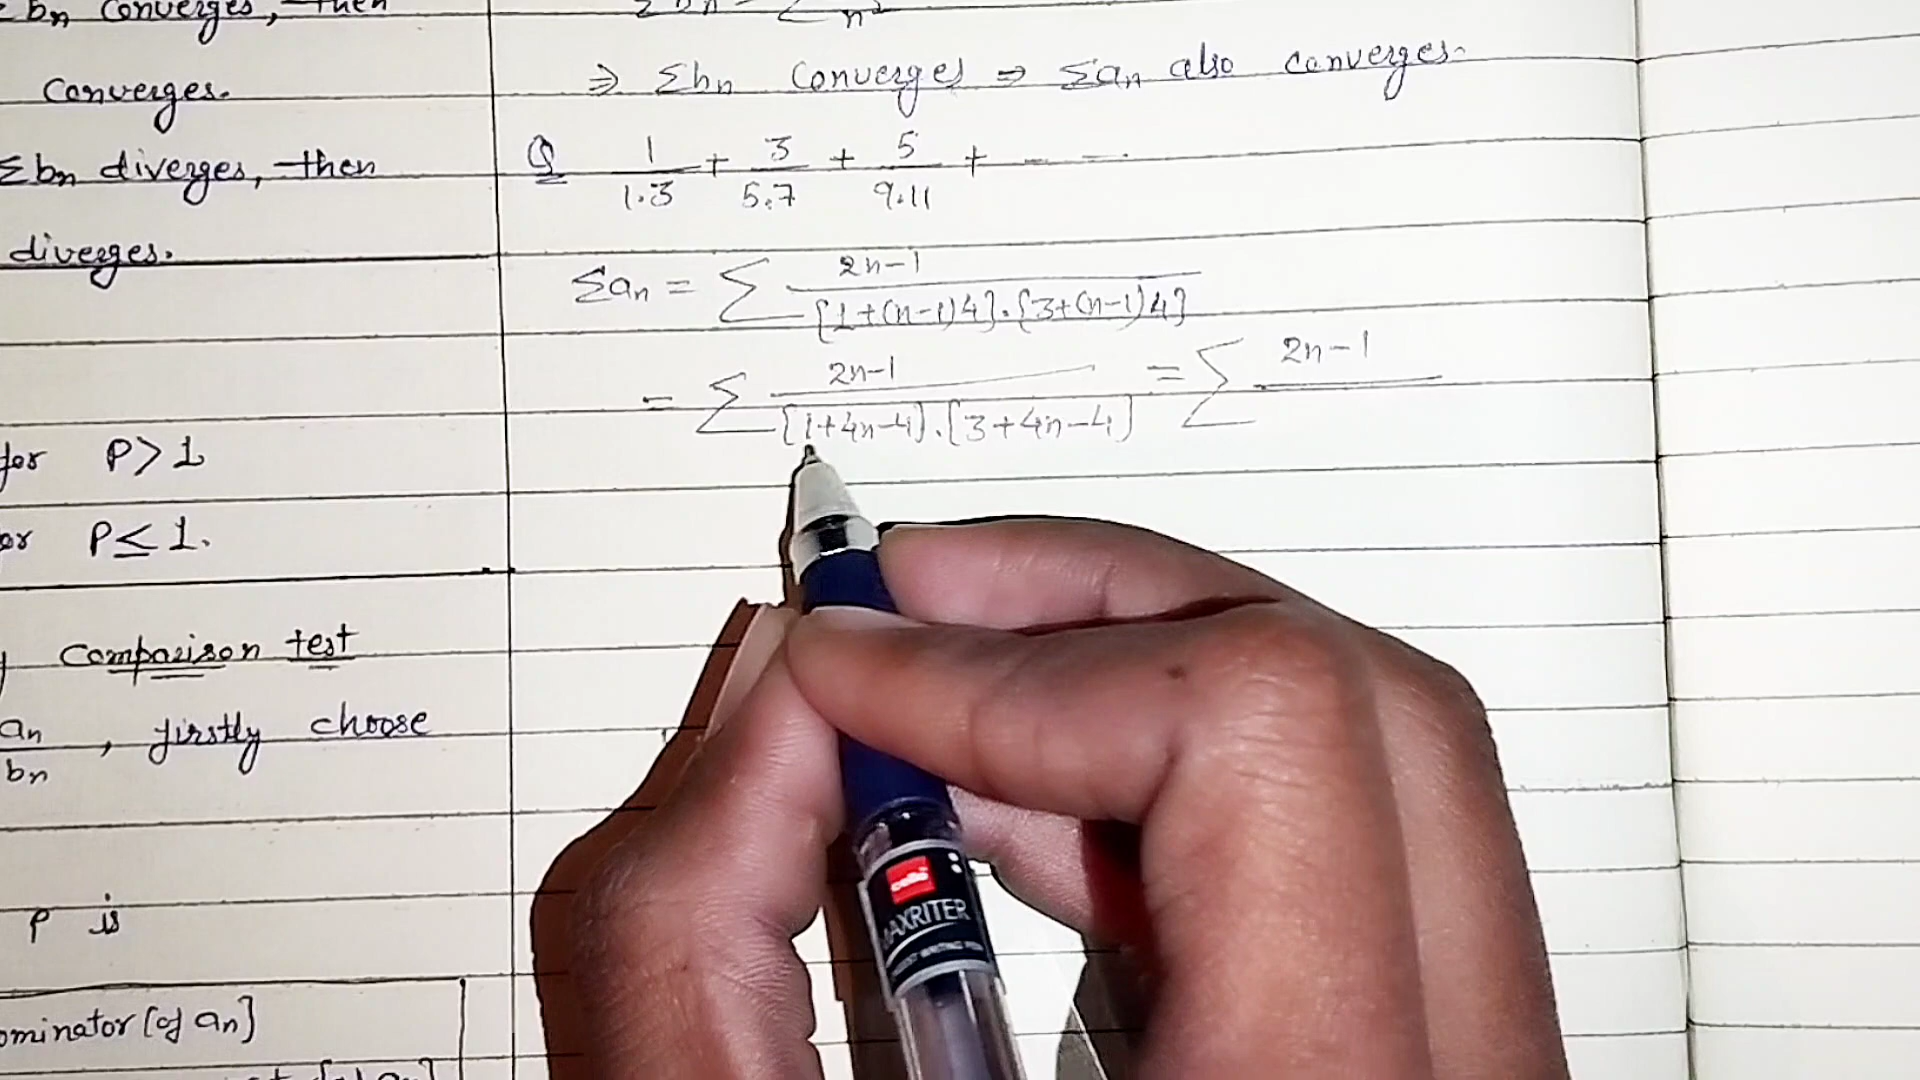 bn converges, then
converges.
Σbn diverges, then
diverges.
for P>1
P≤1.
comparison test
an/bn, firstly choose
P is
ominator [of an]
⇒ Σbn converges ⇒ Σan also converges.
Q 1/1.3 + 3/5.7 + 5/9.11 + - - -
Σan = Σ 2n-1/[1+(n-1)4].[3+(n-1)4]
= Σ 2n-1/[1+4n-4].[3+4n-4] = Σ 2n-1
cello
MAXRITER